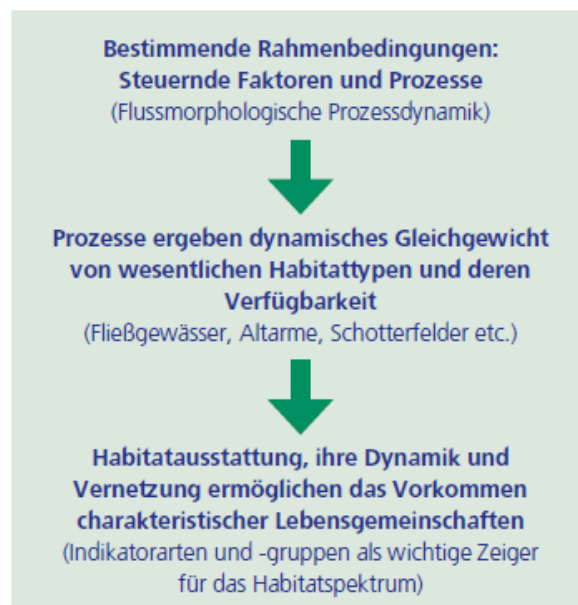 Bestimmende Rahmenbedingungen:
Steuernde Faktoren und Prozesse
(Flussmorphologische Prozessdynamik)
Prozesse ergeben dynamisches Gleichgewicht
von wesentlichen Habitattypen und deren
Verfügbarkeit
(Fließgewässer, Altarme, Schotterfelder etc.)
Habitatausstattung, ihre Dynamik und
Vernetzung ermöglichen das Vorkommen
charakteristischer Lebensgemeinschaften
(Indikatorarten und -gruppen als wichtige Zeiger
für das Habitatspektrum)